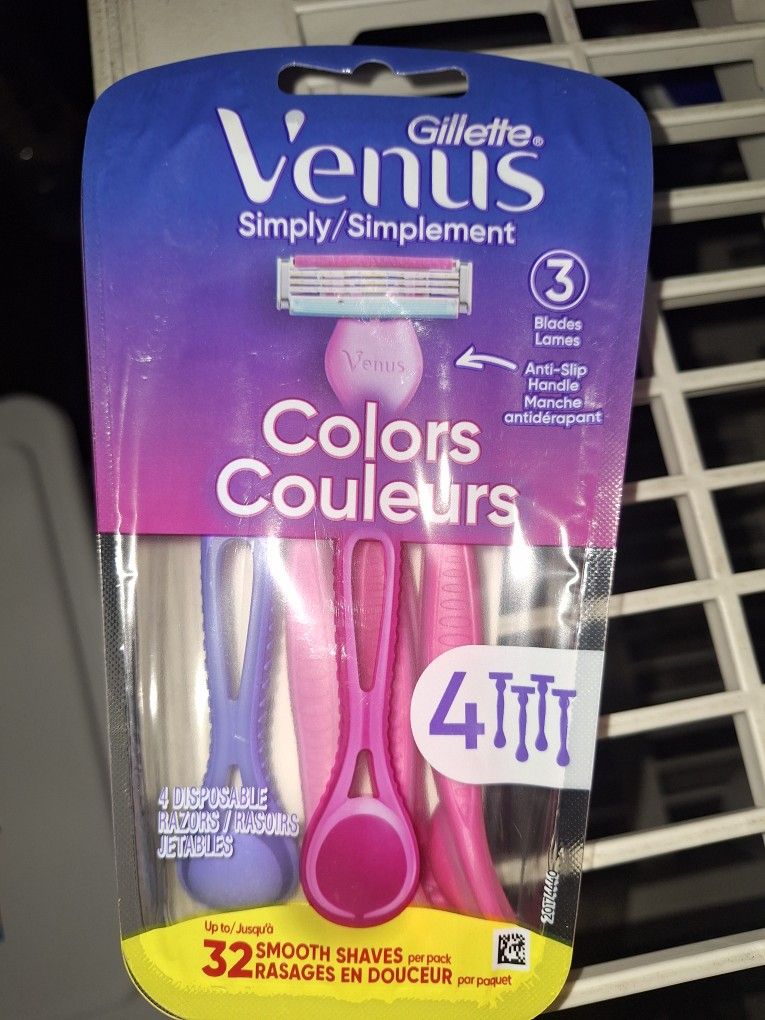 Gillette®
Venus
Simply/Simplement
3
Blades
Lames
Venus
Anti-Slip
Handle
Manche
antidérapant
Colors
Couleurs
4
4 DISPOSABLE
RAZORS / RASOIRS
JETABLES
20174440
Up to/Jusqu'à
32 SMOOTH SHAVES per pack
RASAGES EN DOUCEUR par paquet